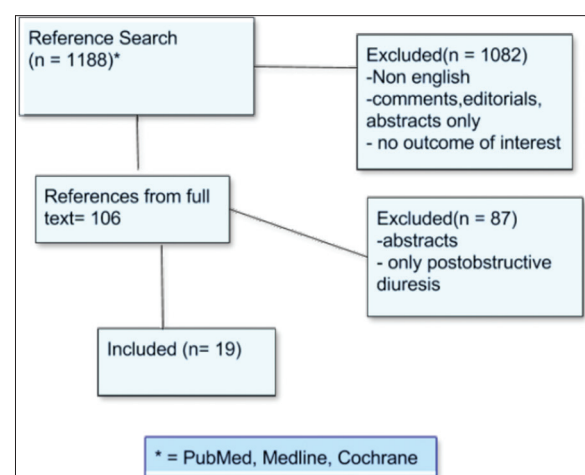 Reference Search
(n = 1188)*
Excluded(n = 1082)
-Non english
-comments,editorials,
abstracts only
- no outcome of interest
References from full
text= 106
Excluded(n = 87)
-abstracts
- only postobstructive
diuresis
Included (n= 19)
* = PubMed, Medline, Cochrane